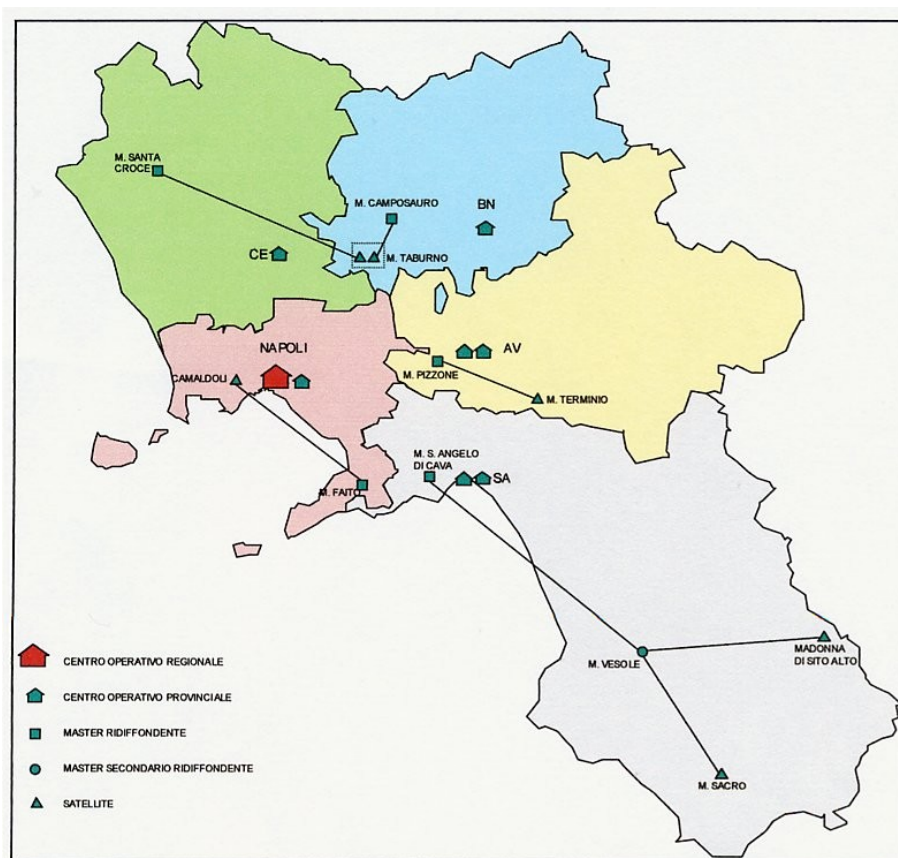 M. SANTA
CROCE
M. CAMPOSAURO
BN
CE
M. TABURNO
NAPOLI
AV
CAMALDOLI
M. PIZZONE
M. TERMINIO
M. S. ANGELO
DI CAVA
SA
M. FAITO
M. VESOLE
MADONNA
DI SITO ALTO
M. SACRO
CENTRO OPERATIVO REGIONALE
CENTRO OPERATIVO PROVINCIALE
MASTER RIDIFFONDENTE
MASTER SECONDARIO RIDIFFONDENTE
SATELLITE